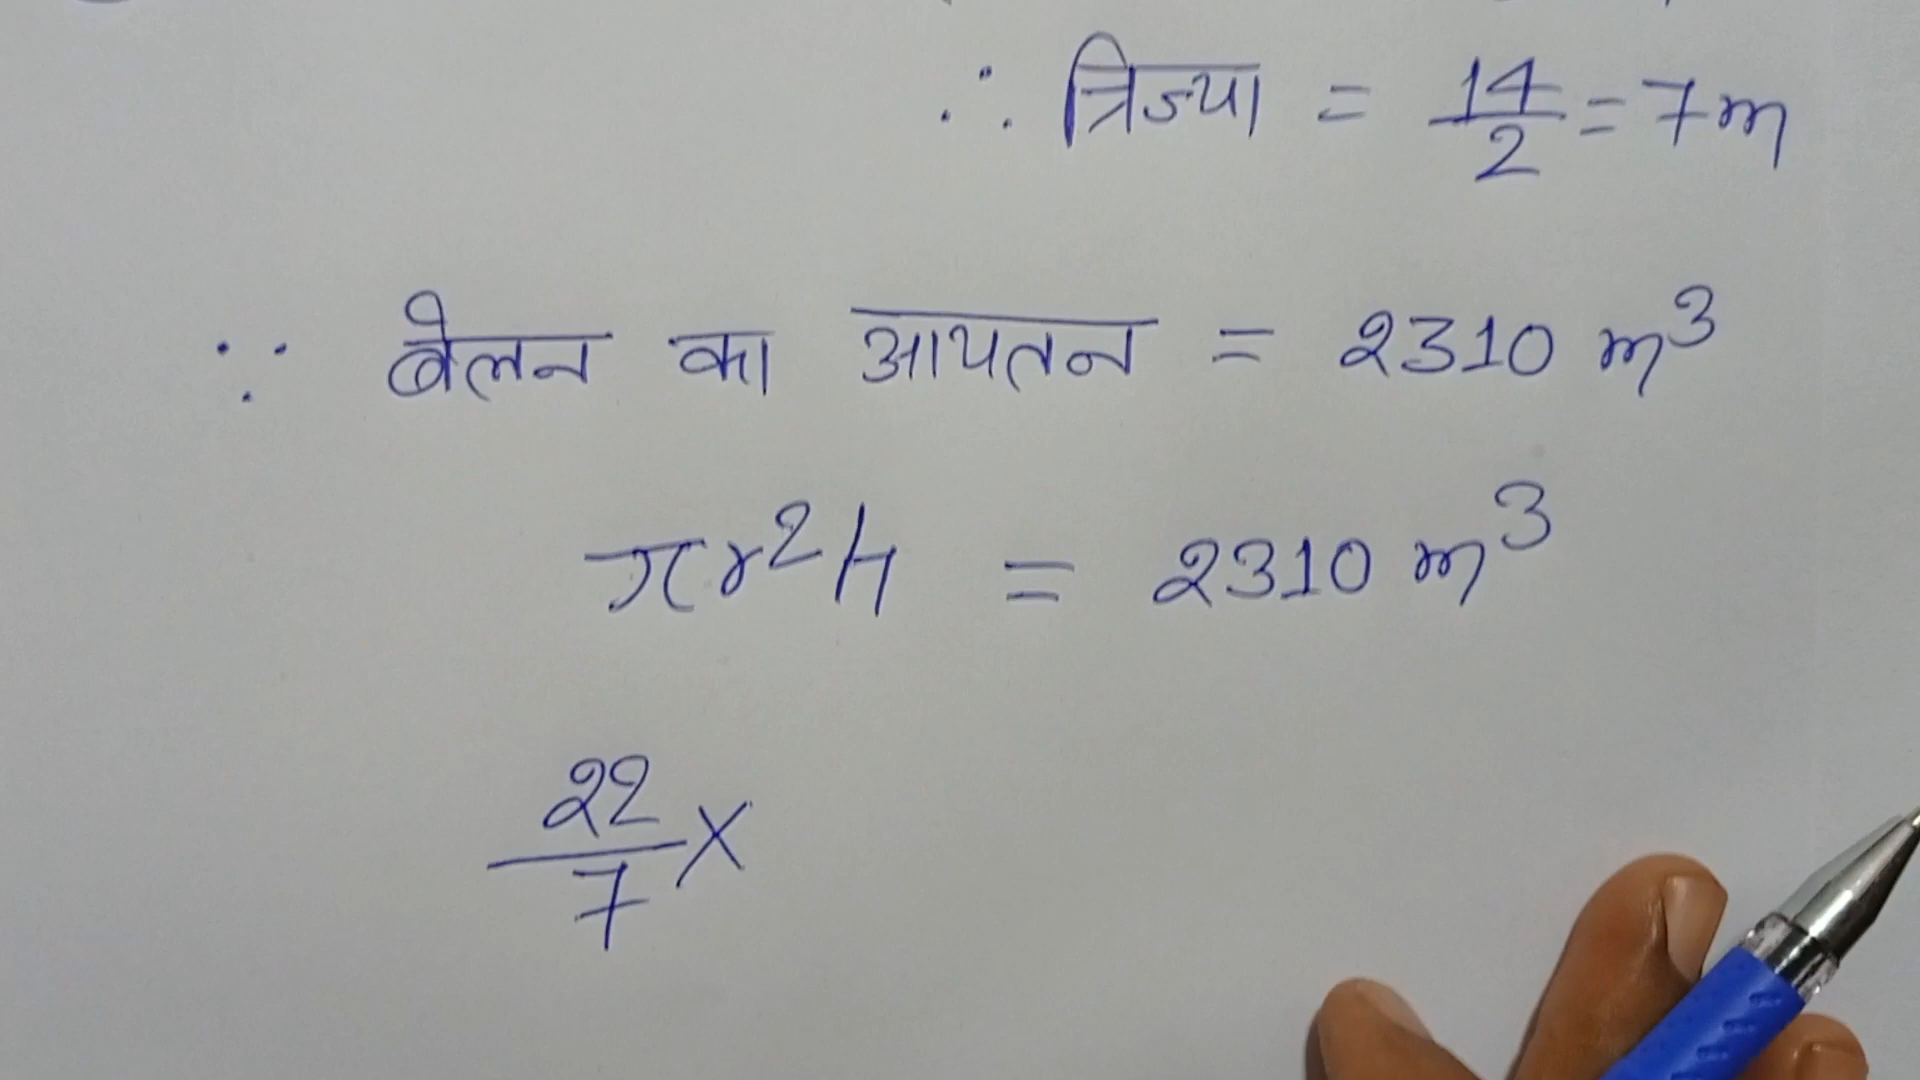 ∴ त्रिज्या = 14/2 = 7m
∵ बेलन का आयतन = 2310 m³
πr²h = 2310 m³
22/7 ×